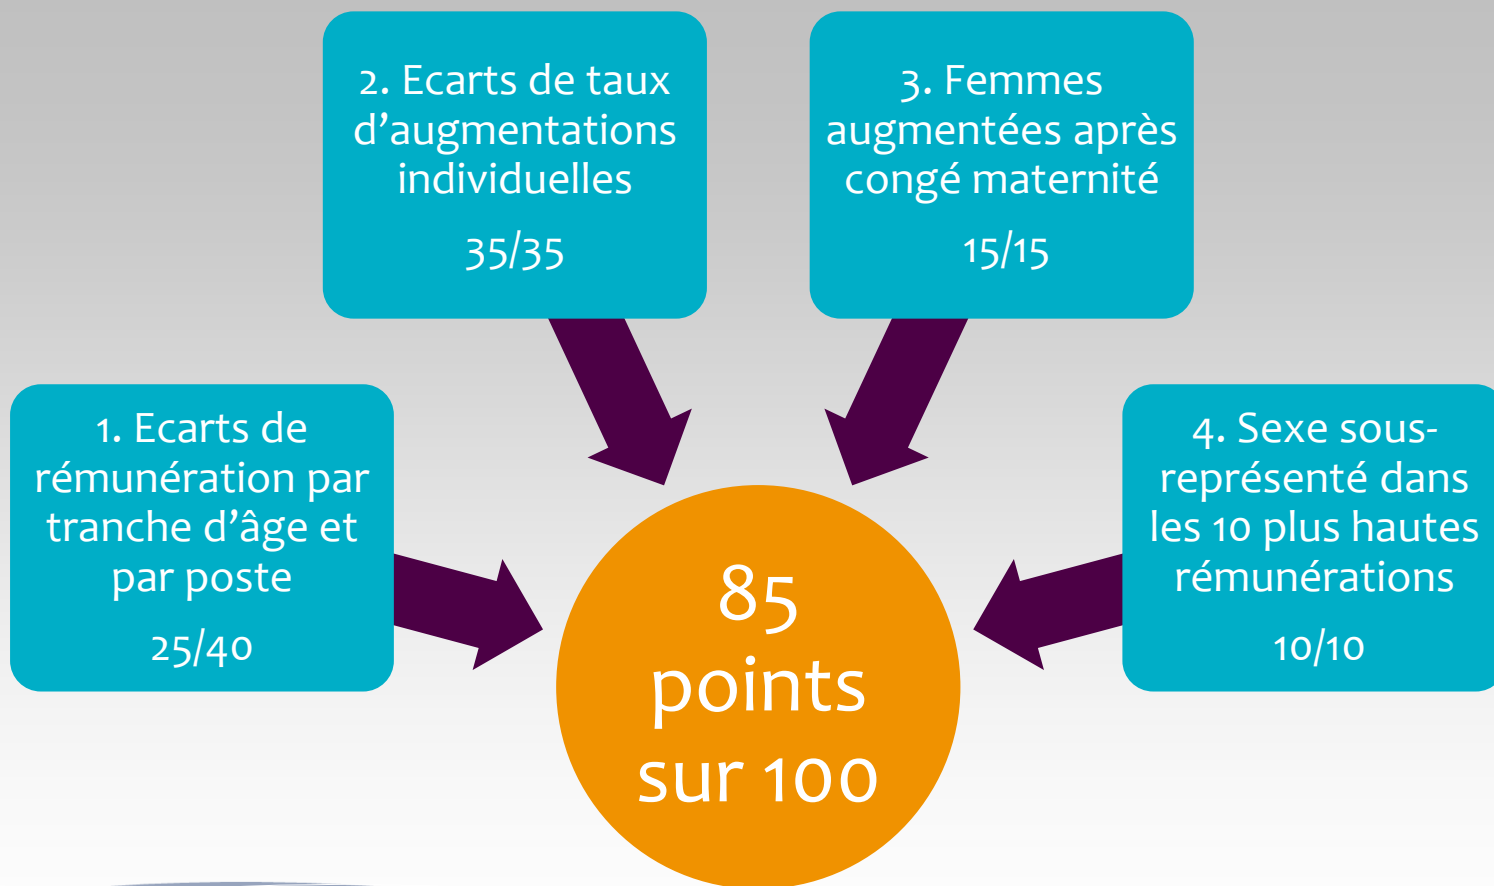 1. Ecarts de
rémunération par
tranche d’âge et
par poste
25/40
2. Ecarts de taux
d’augmentations
individuelles
35/35
3. Femmes
augmentées après
congé maternité
15/15
4. Sexe sous-
représenté dans
les 10 plus hautes
rémunérations
10/10
85
points
sur 100